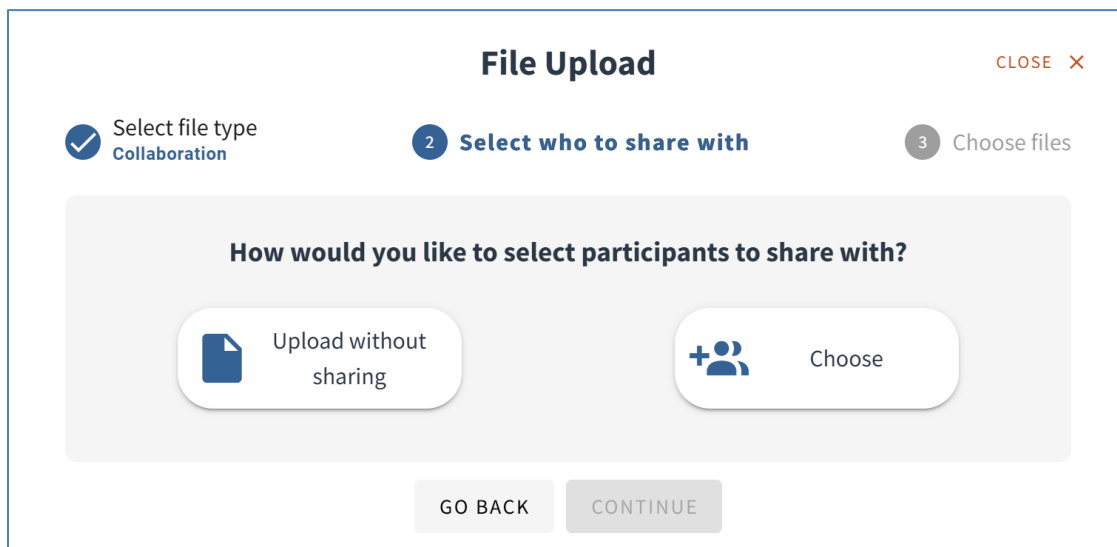 File Upload
CLOSE ×
Select file type
Collaboration
2 Select who to share with
3 Choose files
How would you like to select participants to share with?
Upload without
sharing
Choose
GO BACK
CONTINUE